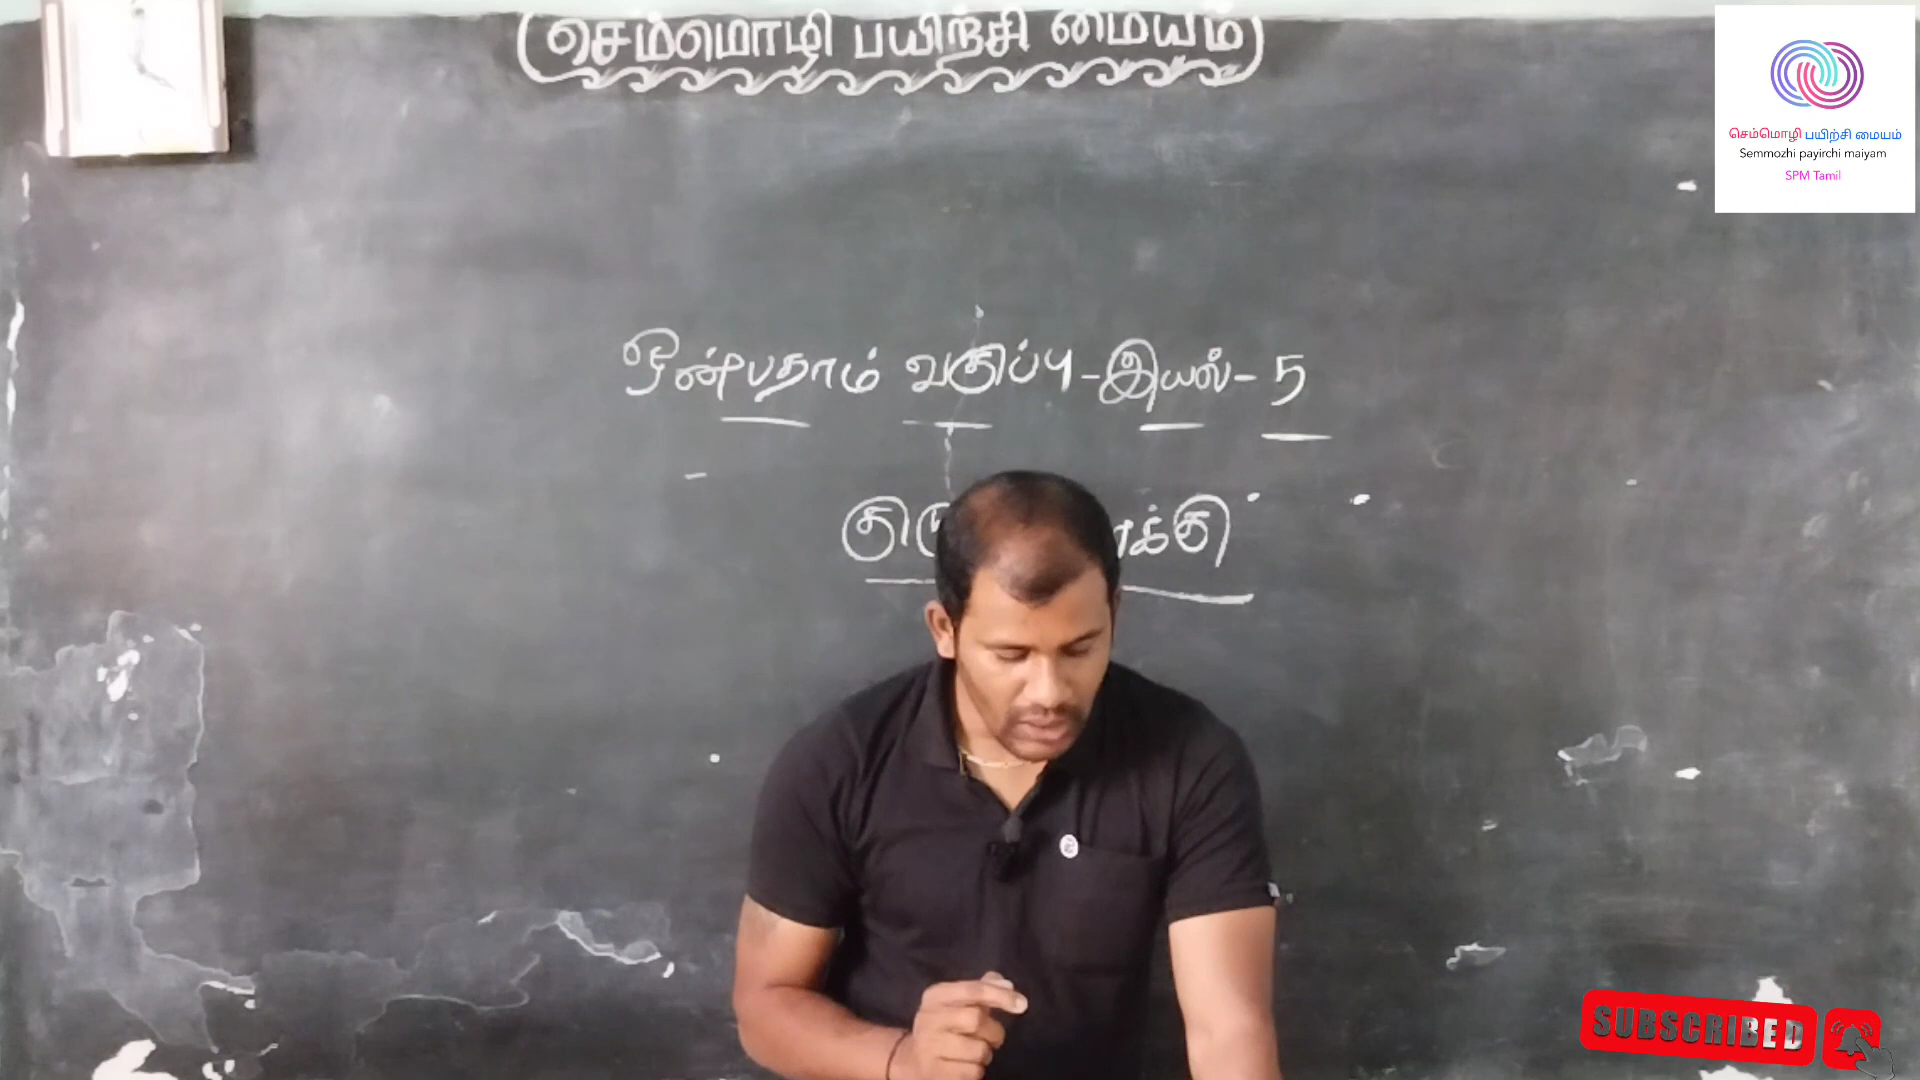 (செம்மொழி பயிற்சி மையம்)
செம்மொழி பயிற்சி மையம்
Semmozhi payirchi maiyam
SPM Tamil
ஒன்பதாம் வகுப்பு - இயல் - 5
SUBSCRIBED